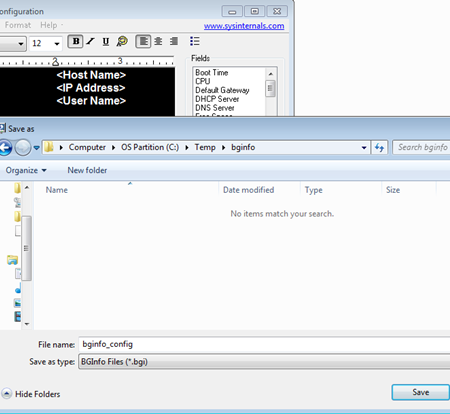 onfiguration
Format Help
www.sysinternals.com
12 B I U
Fields
<Host Name>
<IP Address>
<User Name>
Boot Time
CPU
Default Gateway
DHCP Server
DNS Server
Save as
Computer OS Partition (C:) Temp bginfo Search bginfo
Organize New folder
Name Date modified Type Size
No items match your search.
File name: bginfo_config
Save as type: BGInfo Files (*.bgi)
Hide Folders Save